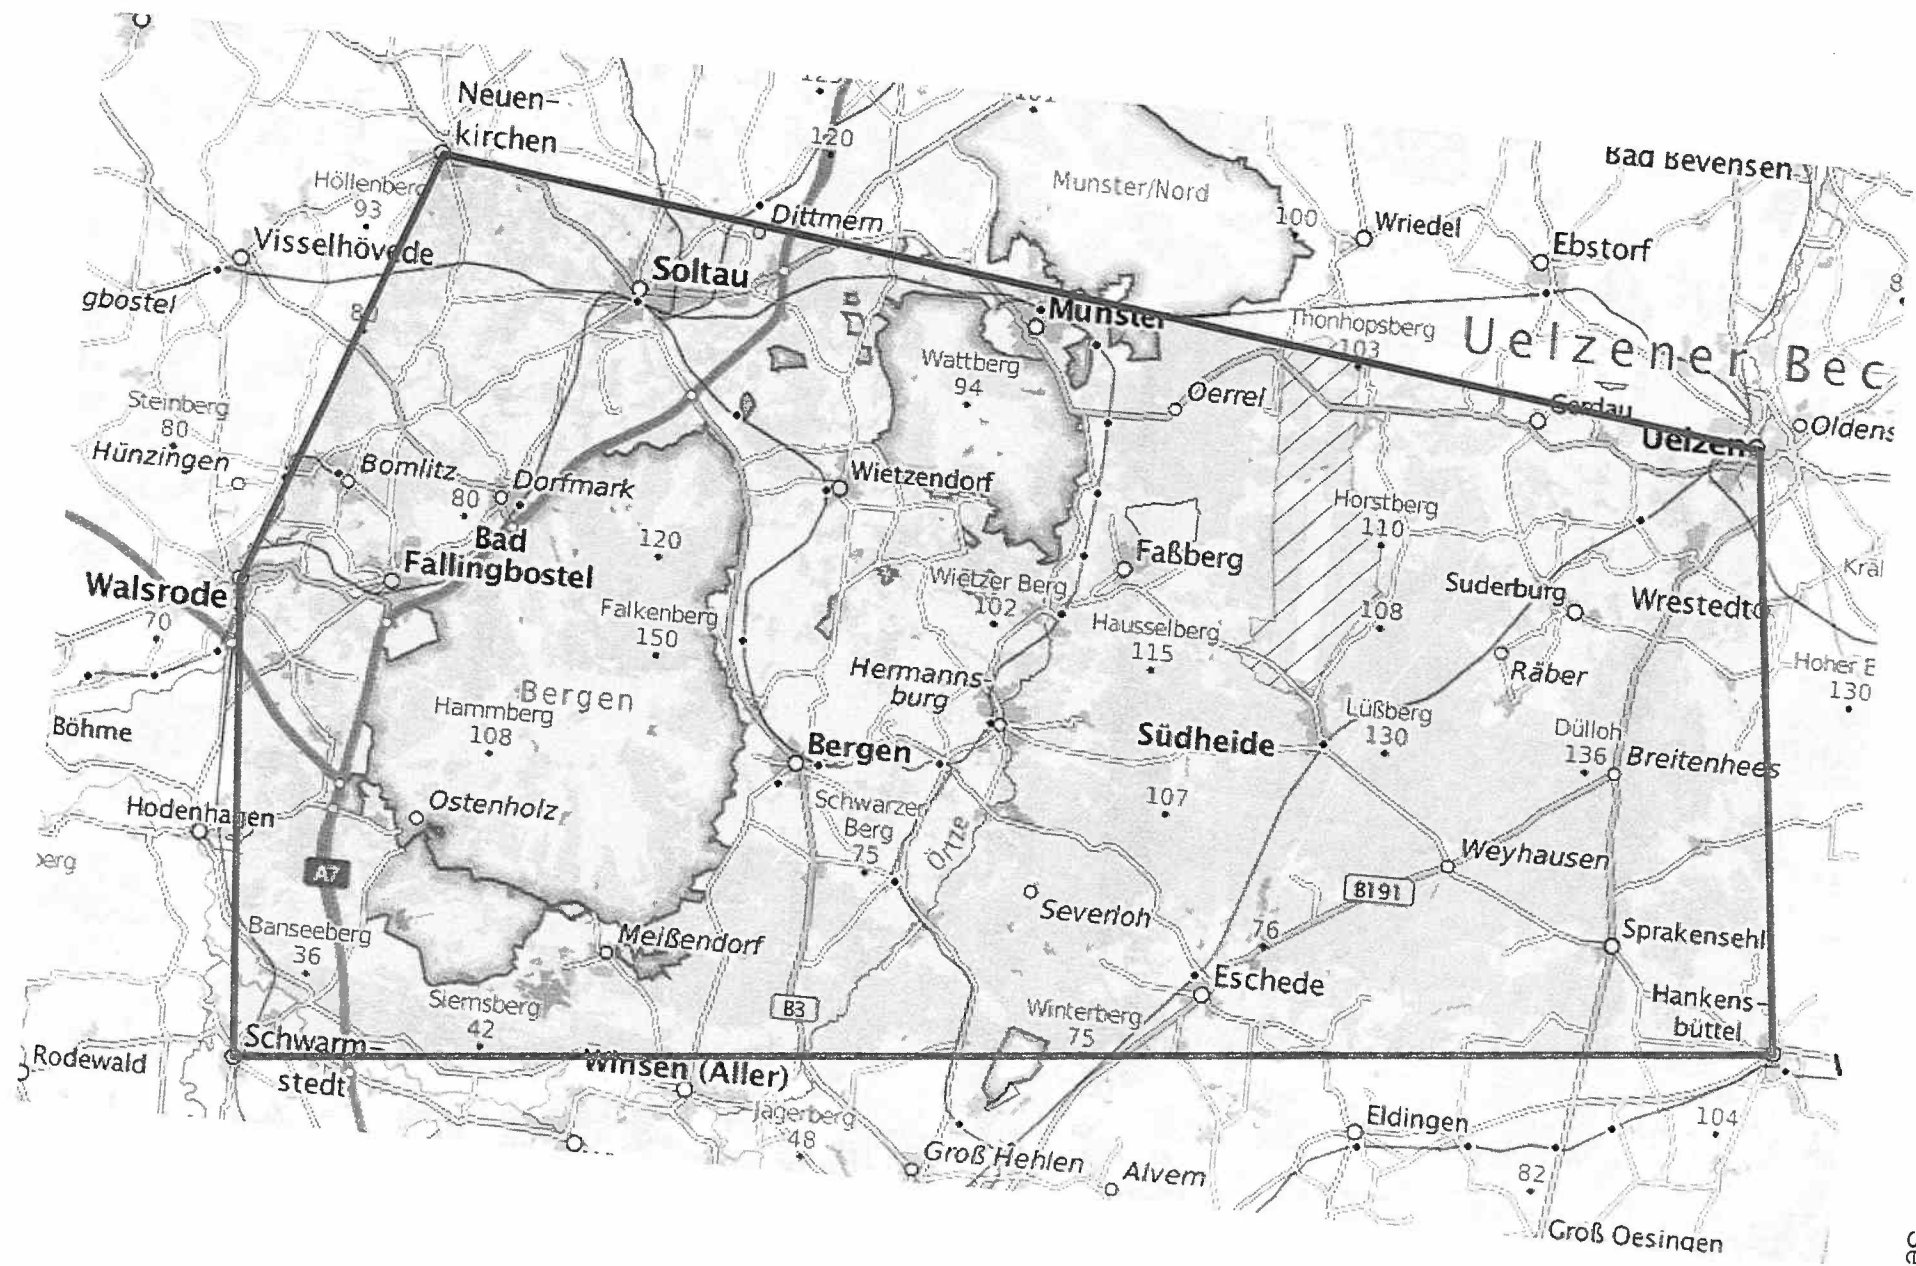 Neuen-
kirchen
120
Bad Bevensen
Höllenberg
93
Munster/Nord
100
Wriedel
Dittmern
Visselhövede
Ebstorf
Soltau
gbostel
Munster
Thonhopsberg
103
Uelzener Bec
80
Wattberg
94
Oerrel
Gerdau
Steinberg
80
Uelzen
Oldens
Hünzingen
Bomlitz
80
Dorfmark
Wietzendorf
Horstberg
110
Bad
Fallingbostel
120
Faßberg
Walsrode
70
Falkenberg
150
Wietzer Berg
102
Suderburg
Wrestedt
Hausselberg
115
108
Räber
Hoher E
130
Hermanns-
burg
Bergen
Hammberg
108
Böhme
Bergen
Südheide
Lüßberg
130
Dülloh
136
Breitenhees
107
Hodenhagen
Ostenholz
Schwarzer
Berg
75
Örtze
Weyhausen
A7
B191
Severloh
76
Sprakensehl
Banseeberg
36
Meißendorf
Eschede
Siemsberg
42
B3
Winterberg
75
Hankens-
büttel
Rodewald
Schwarm-
stedt
Winsen (Aller)
Jagerberg
48
Eldingen
104
Groß Hehlen
Alvern
82
Groß Oesingen